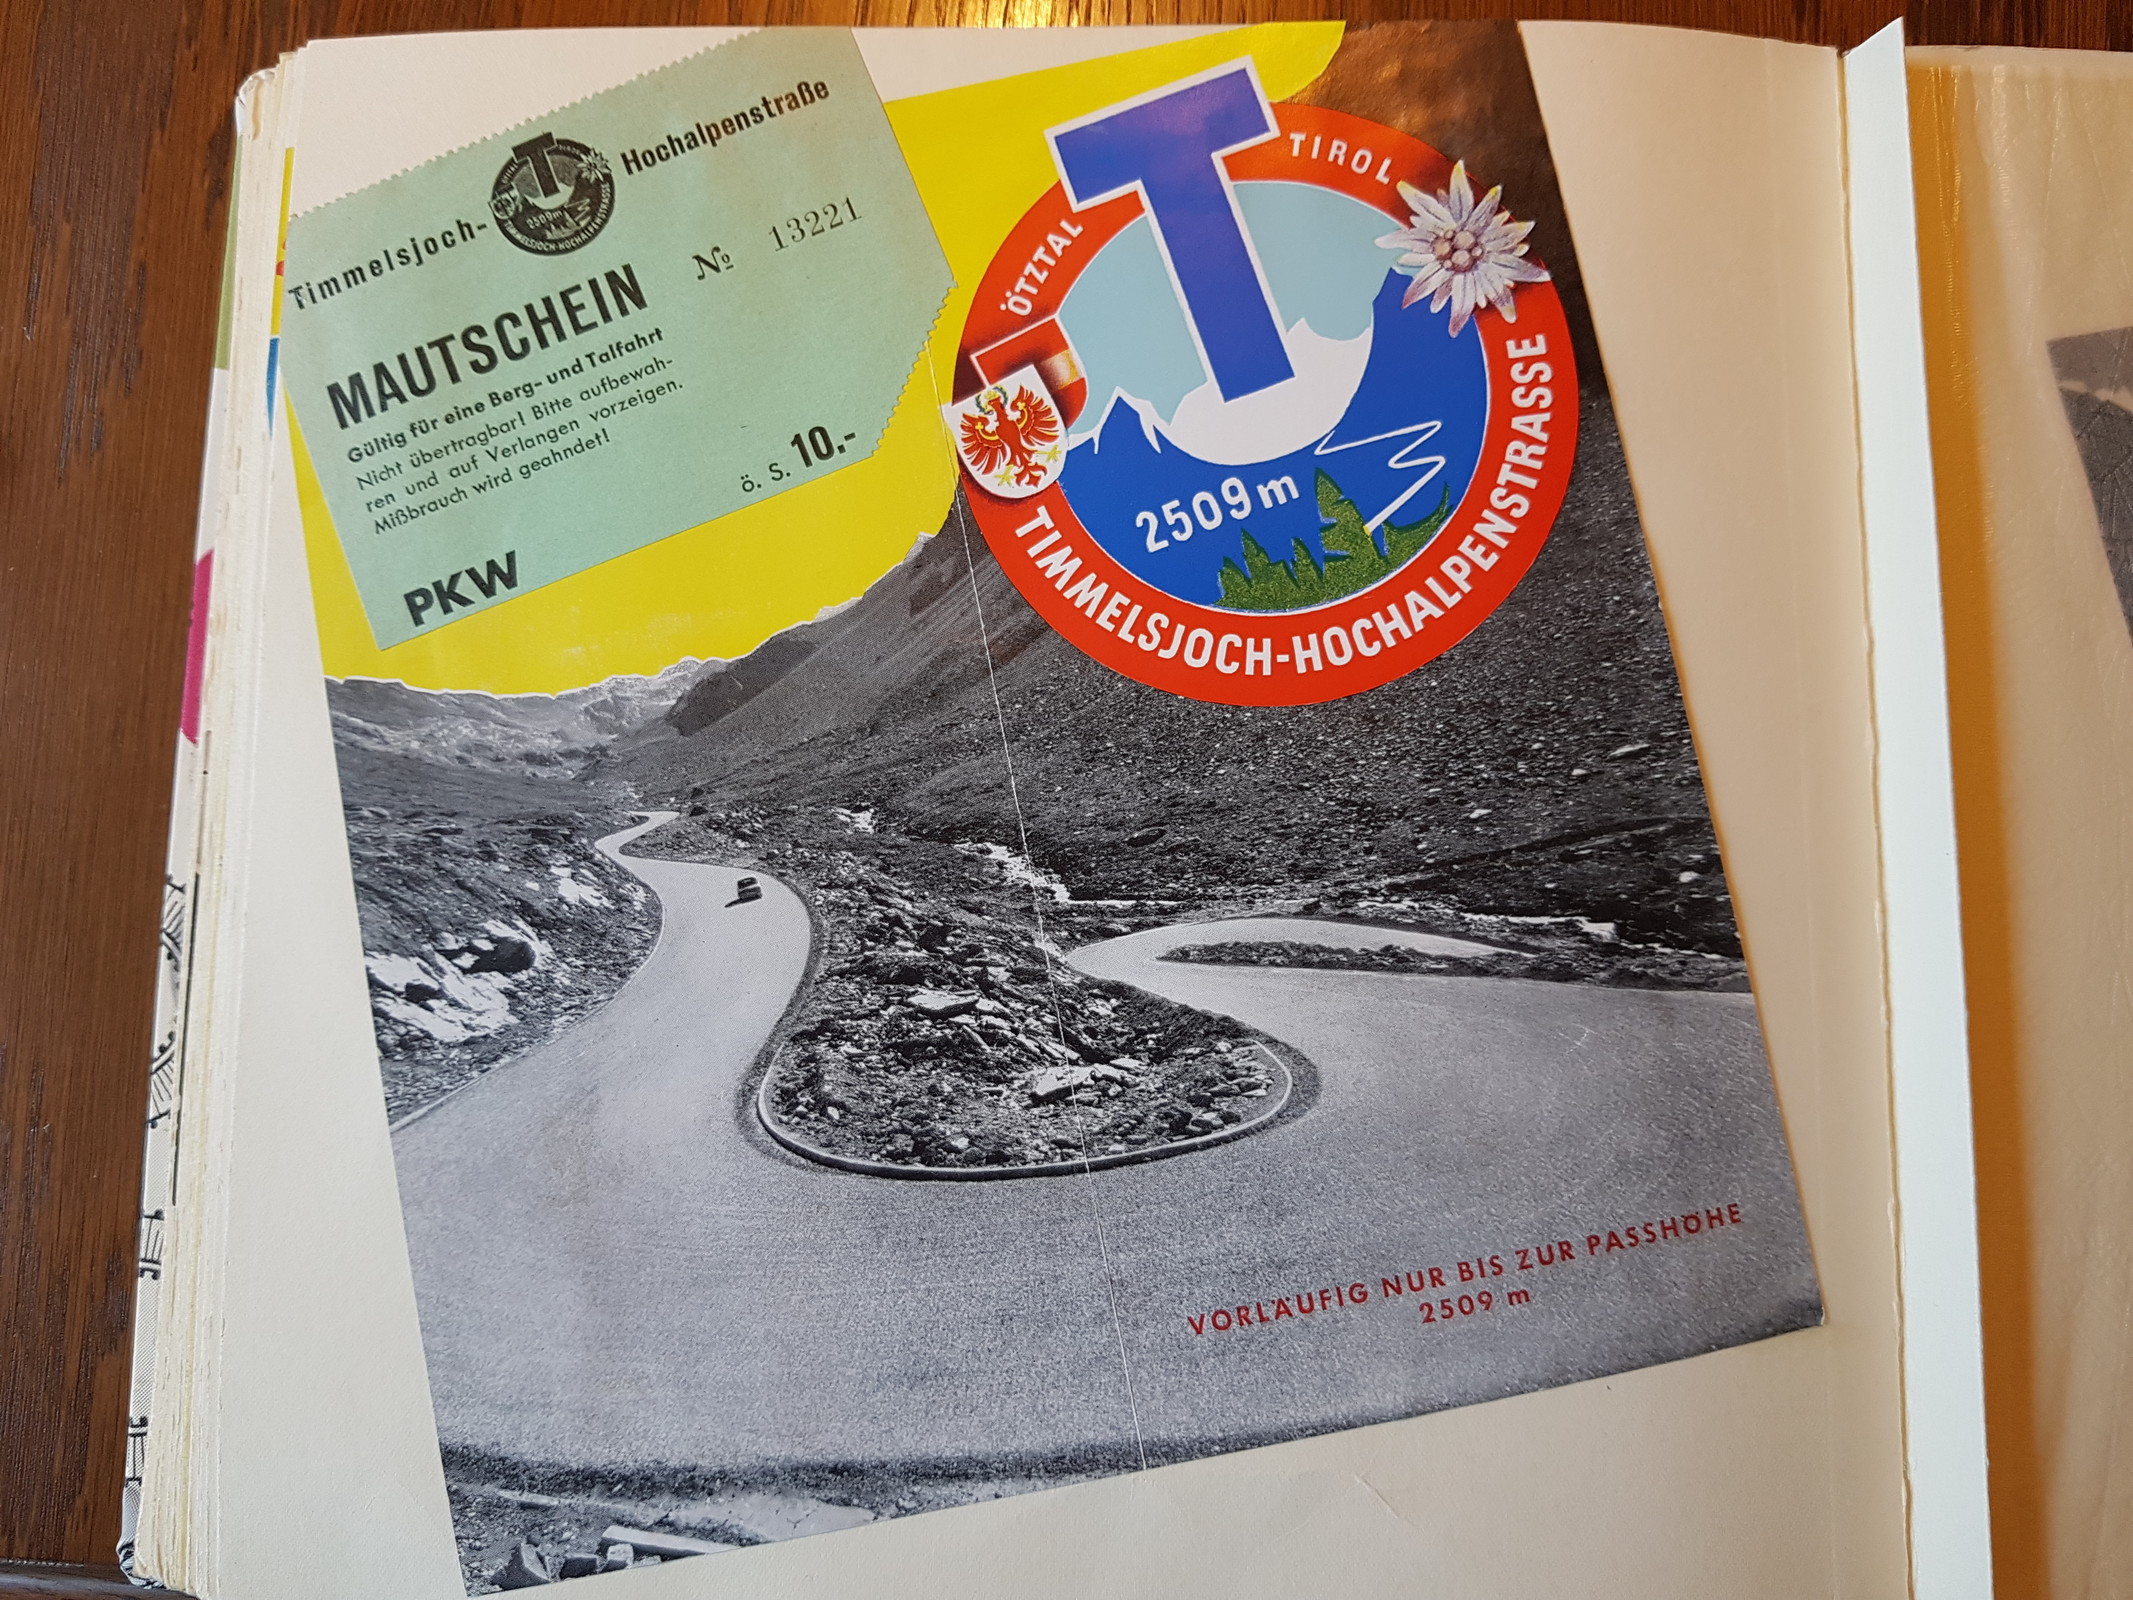 Timmelsjoch- Hochalpenstraße
2509m
TIMMELSJOCH-HOCHALPENSTRASSE
MAUTSCHEIN
№ 13221
Gültig für eine Berg- und Talfahrt
Nicht übertragbar! Bitte aufbewah-
ren und auf Verlangen vorzeigen.
Mißbrauch wird geahndet!
ö. S. 10.-
PKW
T
ÖTZTAL
TIROL
2509 m
TIMMELSJOCH-HOCHALPENSTRASSE
VORLÄUFIG NUR BIS ZUR PASSHÖHE
2509 m